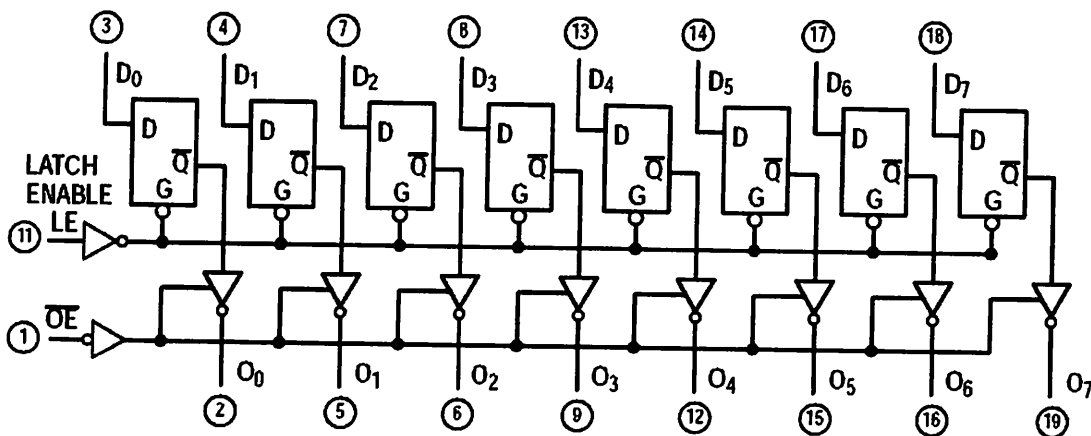 3 4 7 8 13 14 17 18
D0 D1 D2 D3 D4 D5 D6 D7
D D D D D D D D
Q̅ Q̅ Q̅ Q̅ Q̅ Q̅ Q̅ Q̅
LATCH
ENABLE
G G G G G G G G
11 LE
1 O̅E̅
O0 O1 O2 O3 O4 O5 O6 O7
2 5 6 9 12 15 16 19